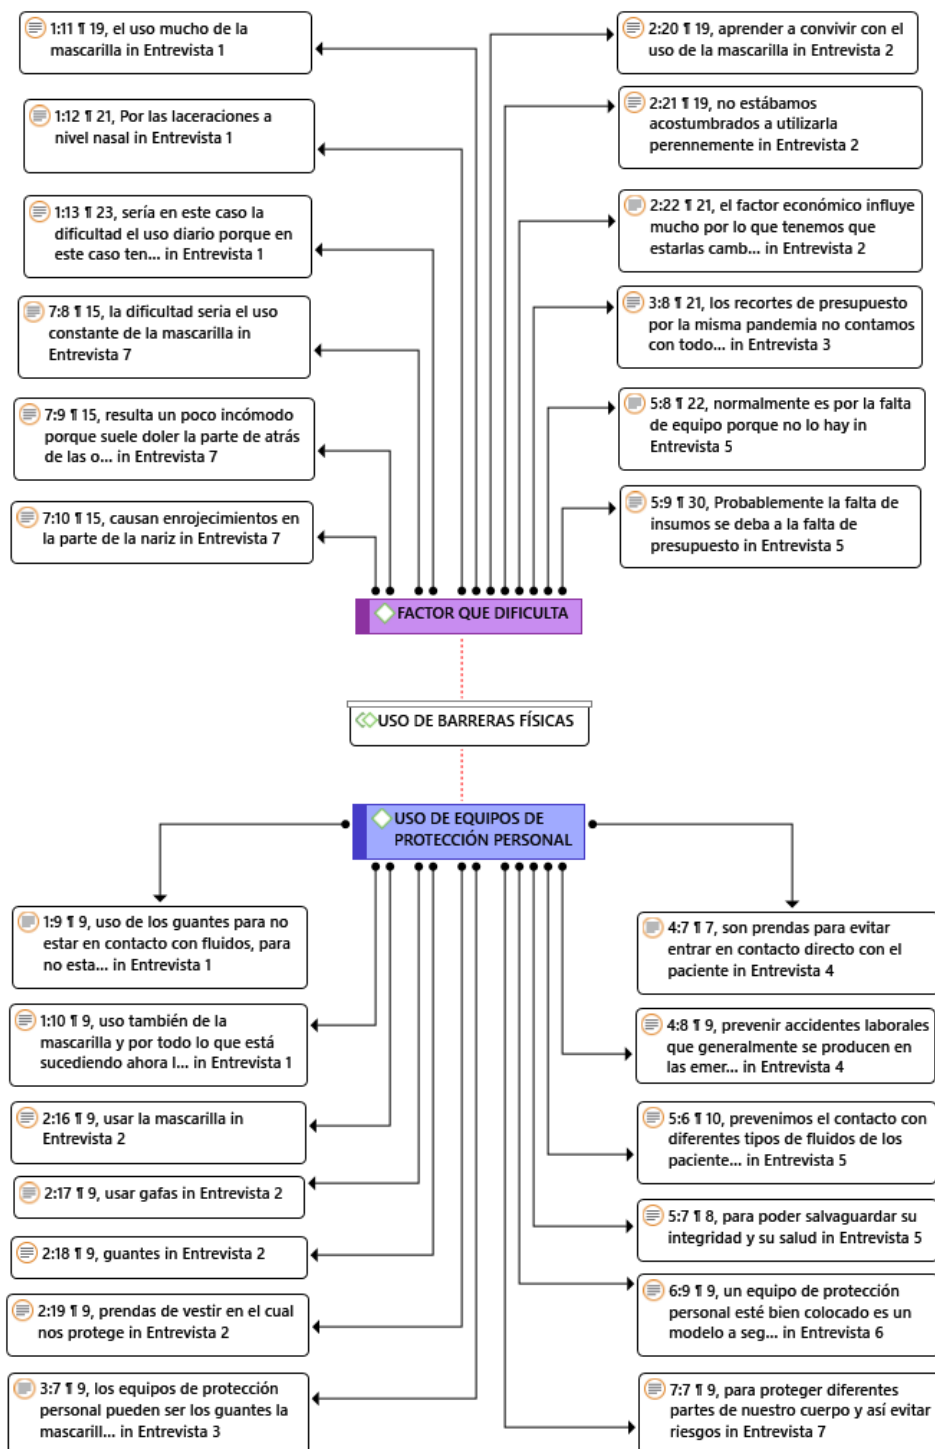 1:11 ¶ 19, el uso mucho de la
mascarilla in Entrevista 1
1:12 ¶ 21, Por las laceraciones a
nivel nasal in Entrevista 1
1:13 ¶ 23, sería en este caso la
dificultad el uso diario porque en
este caso ten... in Entrevista 1
7:8 ¶ 15, la dificultad seria el uso
constante de la mascarilla in
Entrevista 7
7:9 ¶ 15, resulta un poco incómodo
porque suele doler la parte de atrás
de las o... in Entrevista 7
7:10 ¶ 15, causan enrojecimientos en
la parte de la nariz in Entrevista 7
2:20 ¶ 19, aprender a convivir con el
uso de la mascarilla in Entrevista 2
2:21 ¶ 19, no estábamos
acostumbrados a utilizarla
perennemente in Entrevista 2
2:22 ¶ 21, el factor económico influye
mucho por lo que tenemos que
estarlas camb... in Entrevista 2
3:8 ¶ 21, los recortes de presupuesto
por la misma pandemia no contamos
con todo... in Entrevista 3
5:8 ¶ 22, normalmente es por la falta
de equipo porque no lo hay in
Entrevista 5
5:9 ¶ 30, Probablemente la falta de
insumos se deba a la falta de
presupuesto in Entrevista 5
FACTOR QUE DIFICULTA
USO DE BARRERAS FÍSICAS
USO DE EQUIPOS DE
PROTECCIÓN PERSONAL
1:9 ¶ 9, uso de los guantes para no
estar en contacto con fluidos, para
no esta... in Entrevista 1
1:10 ¶ 9, uso también de la
mascarilla y por todo lo que está
sucediendo ahora l... in Entrevista 1
2:16 ¶ 9, usar la mascarilla in
Entrevista 2
2:17 ¶ 9, usar gafas in Entrevista 2
2:18 ¶ 9, guantes in Entrevista 2
2:19 ¶ 9, prendas de vestir en el cual
nos protege in Entrevista 2
3:7 ¶ 9, los equipos de protección
personal pueden ser los guantes la
mascarill... in Entrevista 3
4:7 ¶ 7, son prendas para evitar
entrar en contacto directo con el
paciente in Entrevista 4
4:8 ¶ 9, prevenir accidentes laborales
que generalmente se producen en
las emer... in Entrevista 4
5:6 ¶ 10, prevenimos el contacto con
diferentes tipos de fluidos de los
paciente... in Entrevista 5
5:7 ¶ 8, para poder salvaguardar su
integridad y su salud in Entrevista 5
6:9 ¶ 9, un equipo de protección
personal esté bien colocado es un
modelo a seg... in Entrevista 6
7:7 ¶ 9, para proteger diferentes
partes de nuestro cuerpo y así evitar
riesgos in Entrevista 7